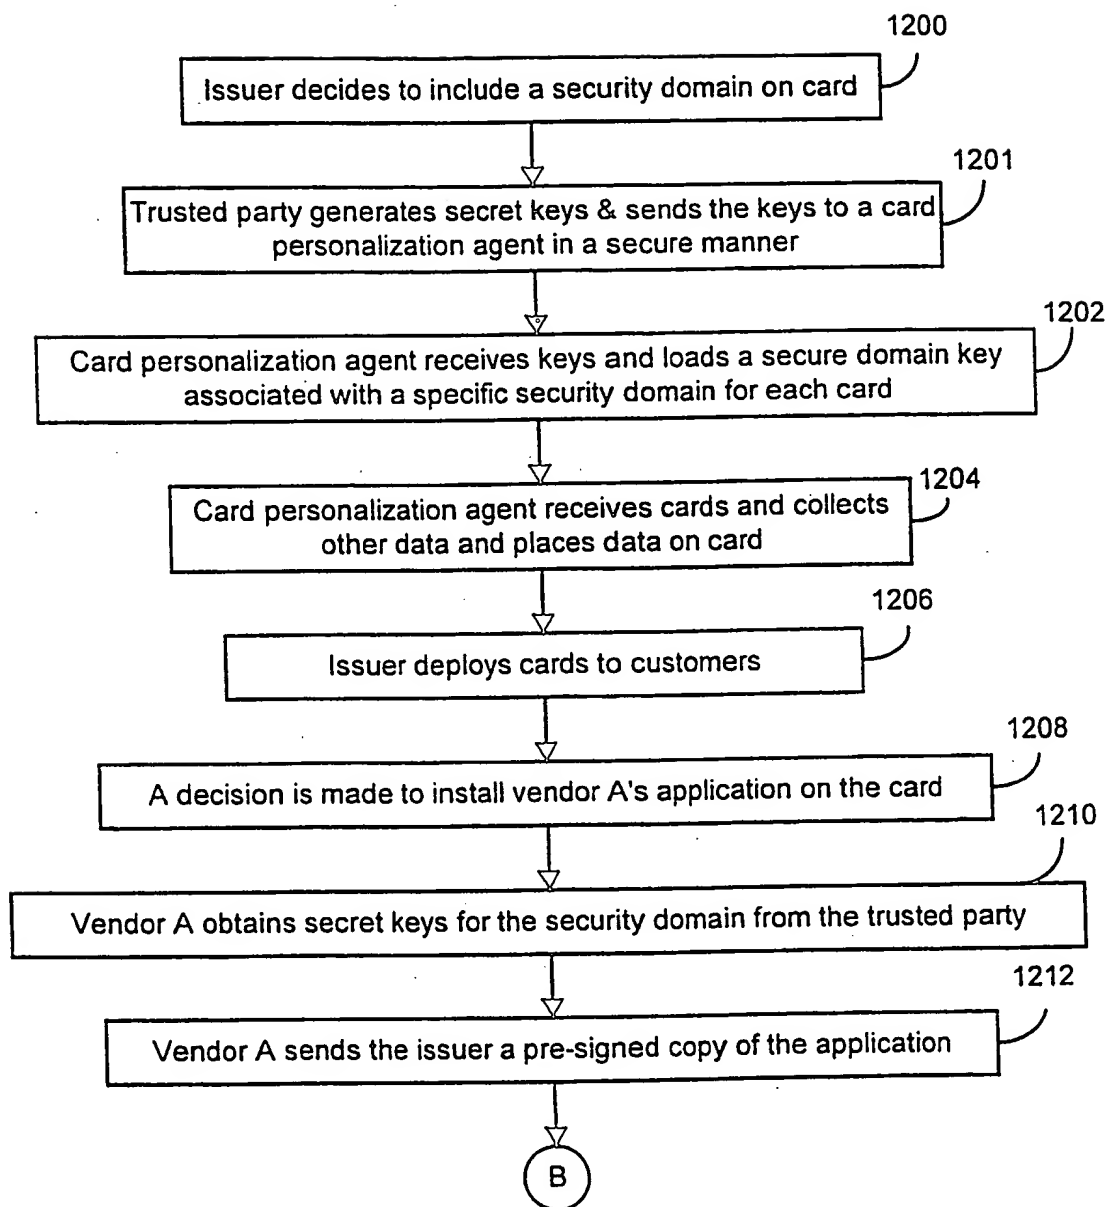 1200
Issuer decides to include a security domain on card
1201
Trusted party generates secret keys & sends the keys to a card
personalization agent in a secure manner
1202
Card personalization agent receives keys and loads a secure domain key
associated with a specific security domain for each card
1204
Card personalization agent receives cards and collects
other data and places data on card
1206
Issuer deploys cards to customers
1208
A decision is made to install vendor A's application on the card
1210
Vendor A obtains secret keys for the security domain from the trusted party
1212
Vendor A sends the issuer a pre-signed copy of the application
B